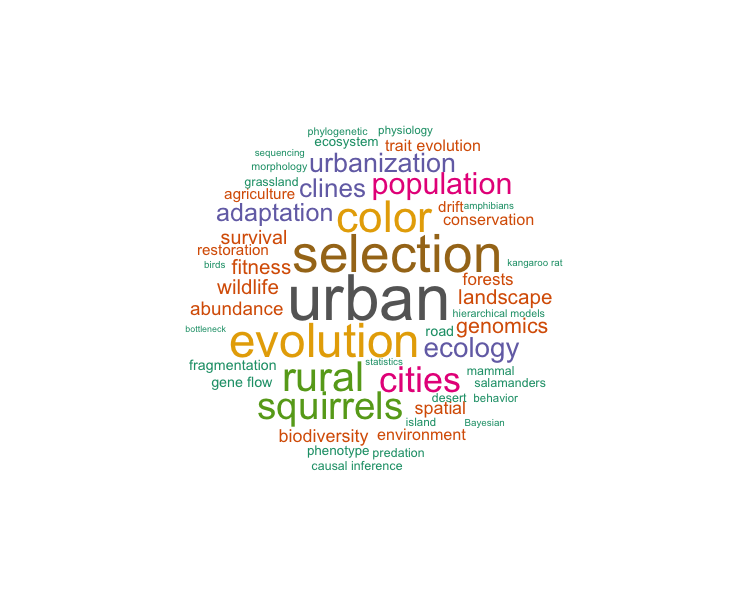 phylogenetic physiology
ecosystem trait evolution
sequencing urbanization
morphology
grassland clines population
agriculture
adaptation color drift amphibians
conservation
survival selection
restoration
birds fitness kangaroo rat
wildlife urban forests
abundance landscape
hierarchical models
bottleneck evolution road genomics
ecology
fragmentation rural statistics cities mammal
gene flow salamanders
squirrels desert behavior
spatial
island Bayesian
biodiversity environment
phenotype predation
causal inference